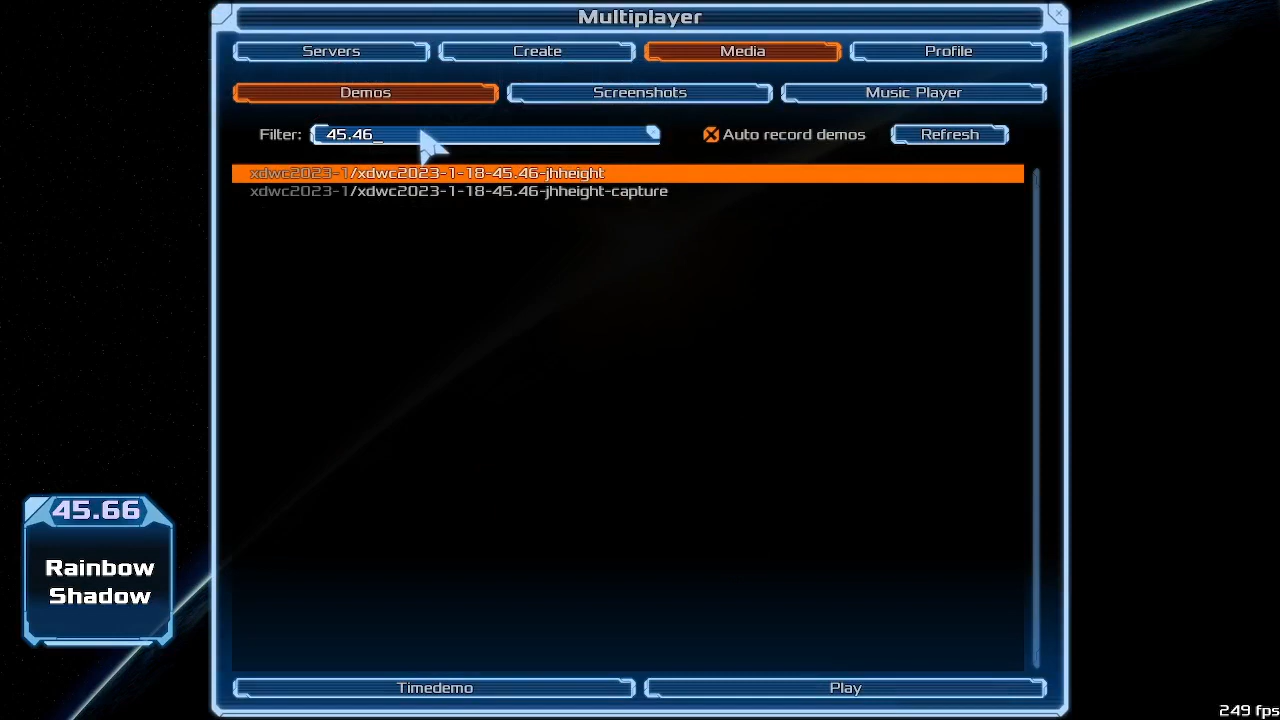 Multiplayer
Servers Create Media Profile
Demos Screenshots Music Player
Filter: 45.46_ Auto record demos Refresh
xdwc2023-1/xdwc2023-1-18-45.46-jhheight
xdwc2023-1/xdwc2023-1-18-45.46-jhheight-capture
45.66
Rainbow
Shadow
Timedemo Play
249 fps